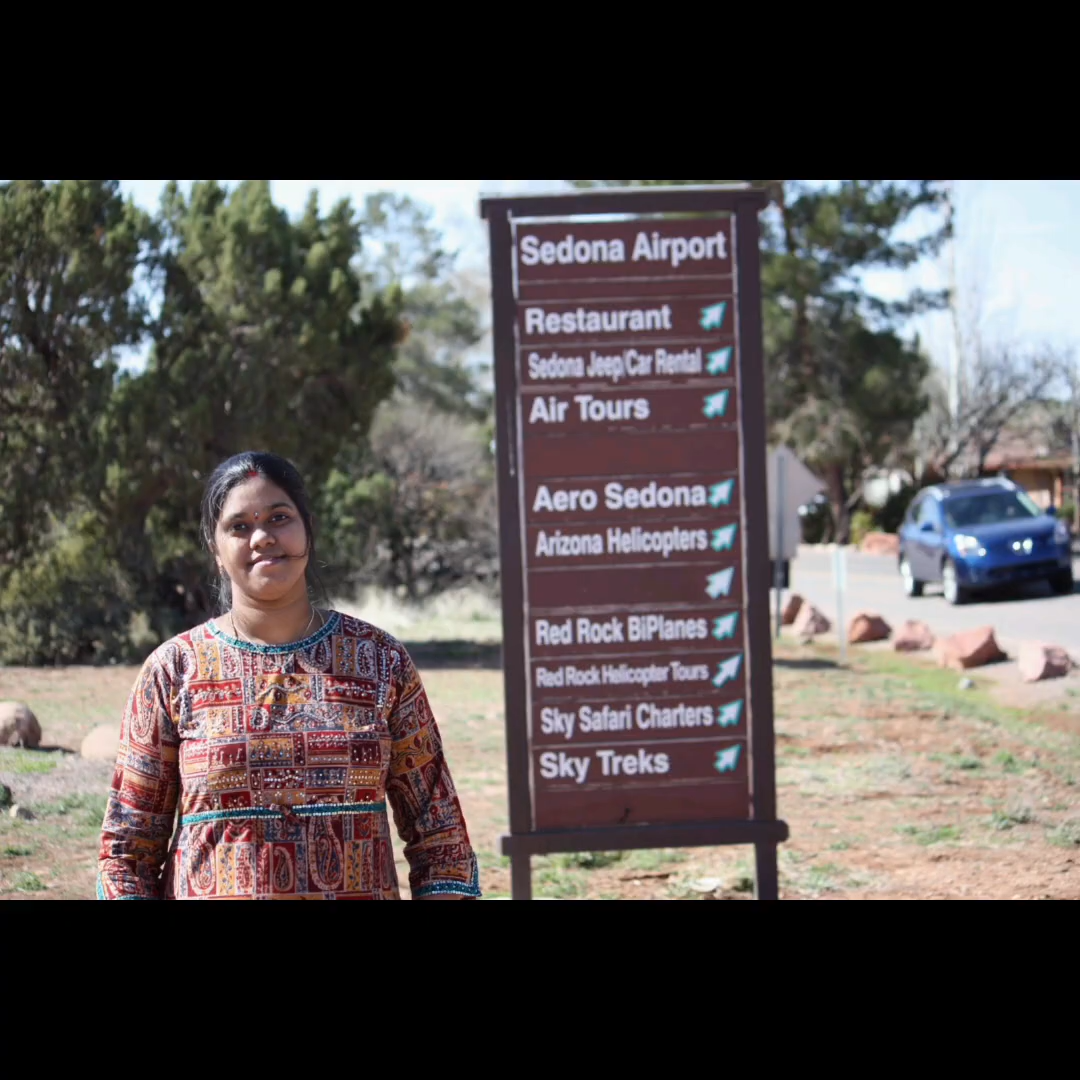 Sedona Airport
Restaurant
Sedona Jeep/Car Rental
Air Tours
Aero Sedona
Arizona Helicopters
Red Rock BiPlanes
Red Rock Helicopter Tours
Sky Safari Charters
Sky Treks